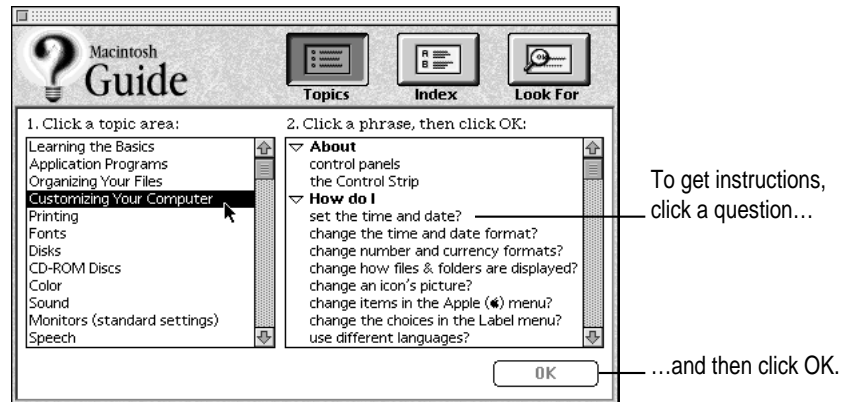 Macintosh
Guide
Topics
Index
Look For
1. Click a topic area:
Learning the Basics
Application Programs
Organizing Your Files
Customizing Your Computer
Printing
Fonts
Disks
CD-ROM Discs
Color
Sound
Monitors (standard settings)
Speech
2. Click a phrase, then click OK:
About
control panels
the Control Strip
How do I
set the time and date?
change the time and date format?
change number and currency formats?
change how files & folders are displayed?
change an icon's picture?
change items in the Apple () menu?
change the choices in the Label menu?
use different languages?
OK
To get instructions,
click a question…
…and then click OK.